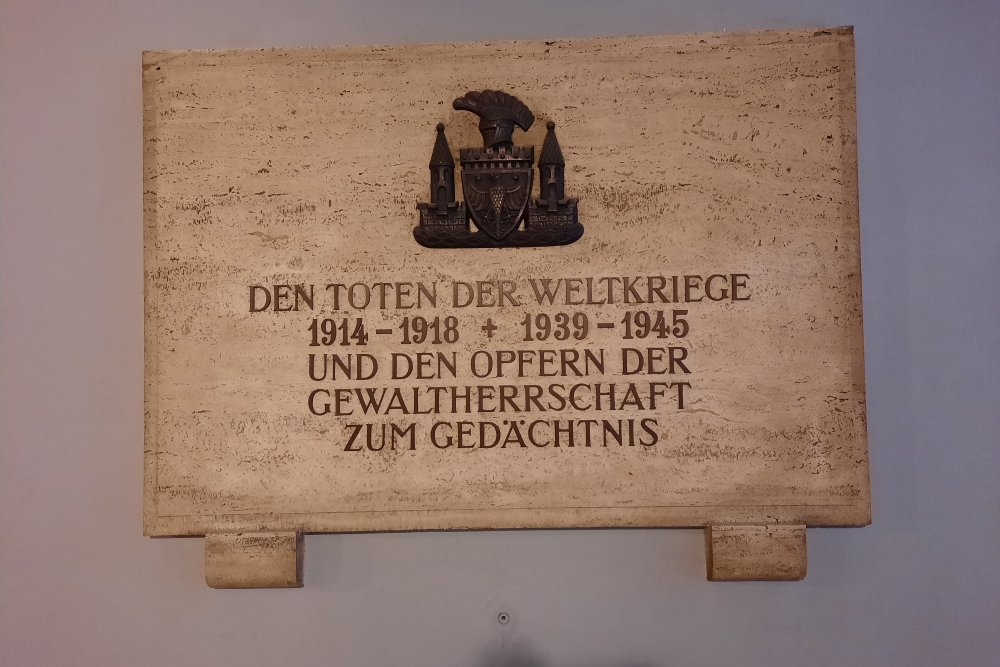 DEN TOTEN DER WELTKRIEGE
1914 – 1918 + 1939 – 1945
UND DEN OPFERN DER
GEWALTHERRSCHAFT
ZUM GEDÄCHTNIS